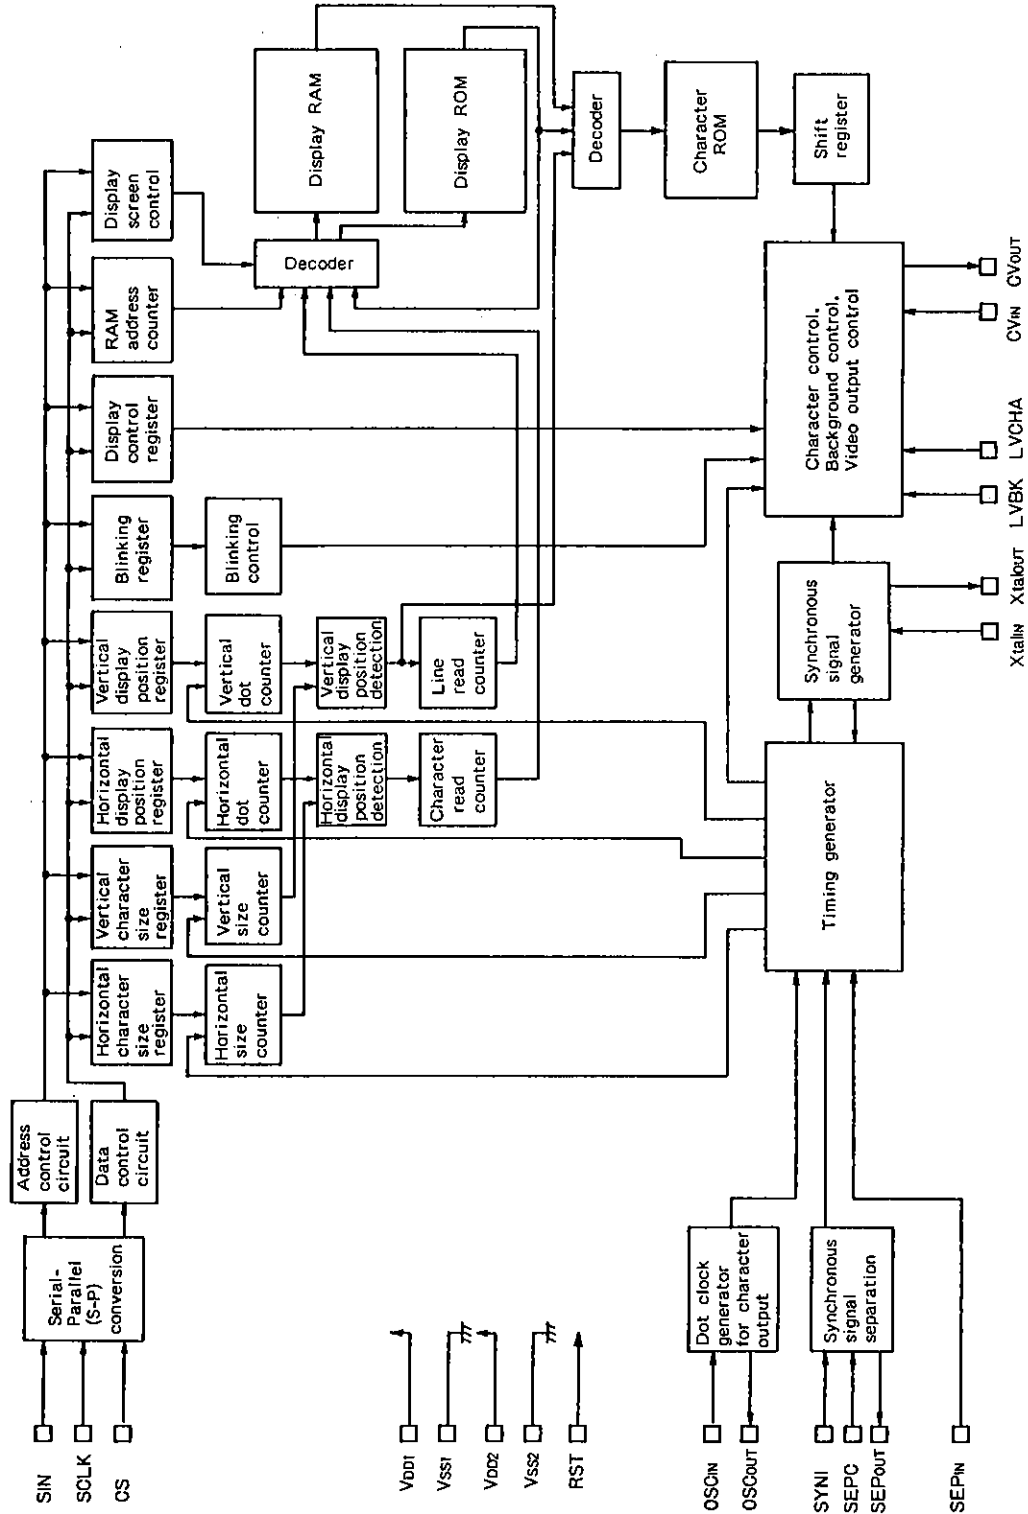 SIN
SCLK
CS
Serial-
Parallel
(S-P)
conversion
Address
control
circuit
Data
control
circuit
Horizontal
character
size
register
Vertical
character
size
register
Horizontal
display
position
register
Vertical
display
position
register
Blinking
register
Display
control
register
RAM
address
counter
Display
screen
control
Horizontal
size
counter
Vertical
size
counter
Horizontal
dot
counter
Vertical
dot
counter
Blinking
control
Decoder
Display RAM
Horizontal
display
position
detection
Vertical
display
position
detection
Character
read
counter
Line
read
counter
Display ROM
VDD1
VSS1
VDD2
VSS2
RST
Decoder
Character
ROM
Shift
register
OSCIN
OSCOUT
Dot clock
generator
for character
output
SYNI
SEPC
SEPOUT
Synchronous
signal
separation
SEPIN
Timing generator
Synchronous
signal
generator
Character control.
Background control.
Video output control
XtalIN
XtalOUT
LVBK
LVCHA
CVIN
CVOUT